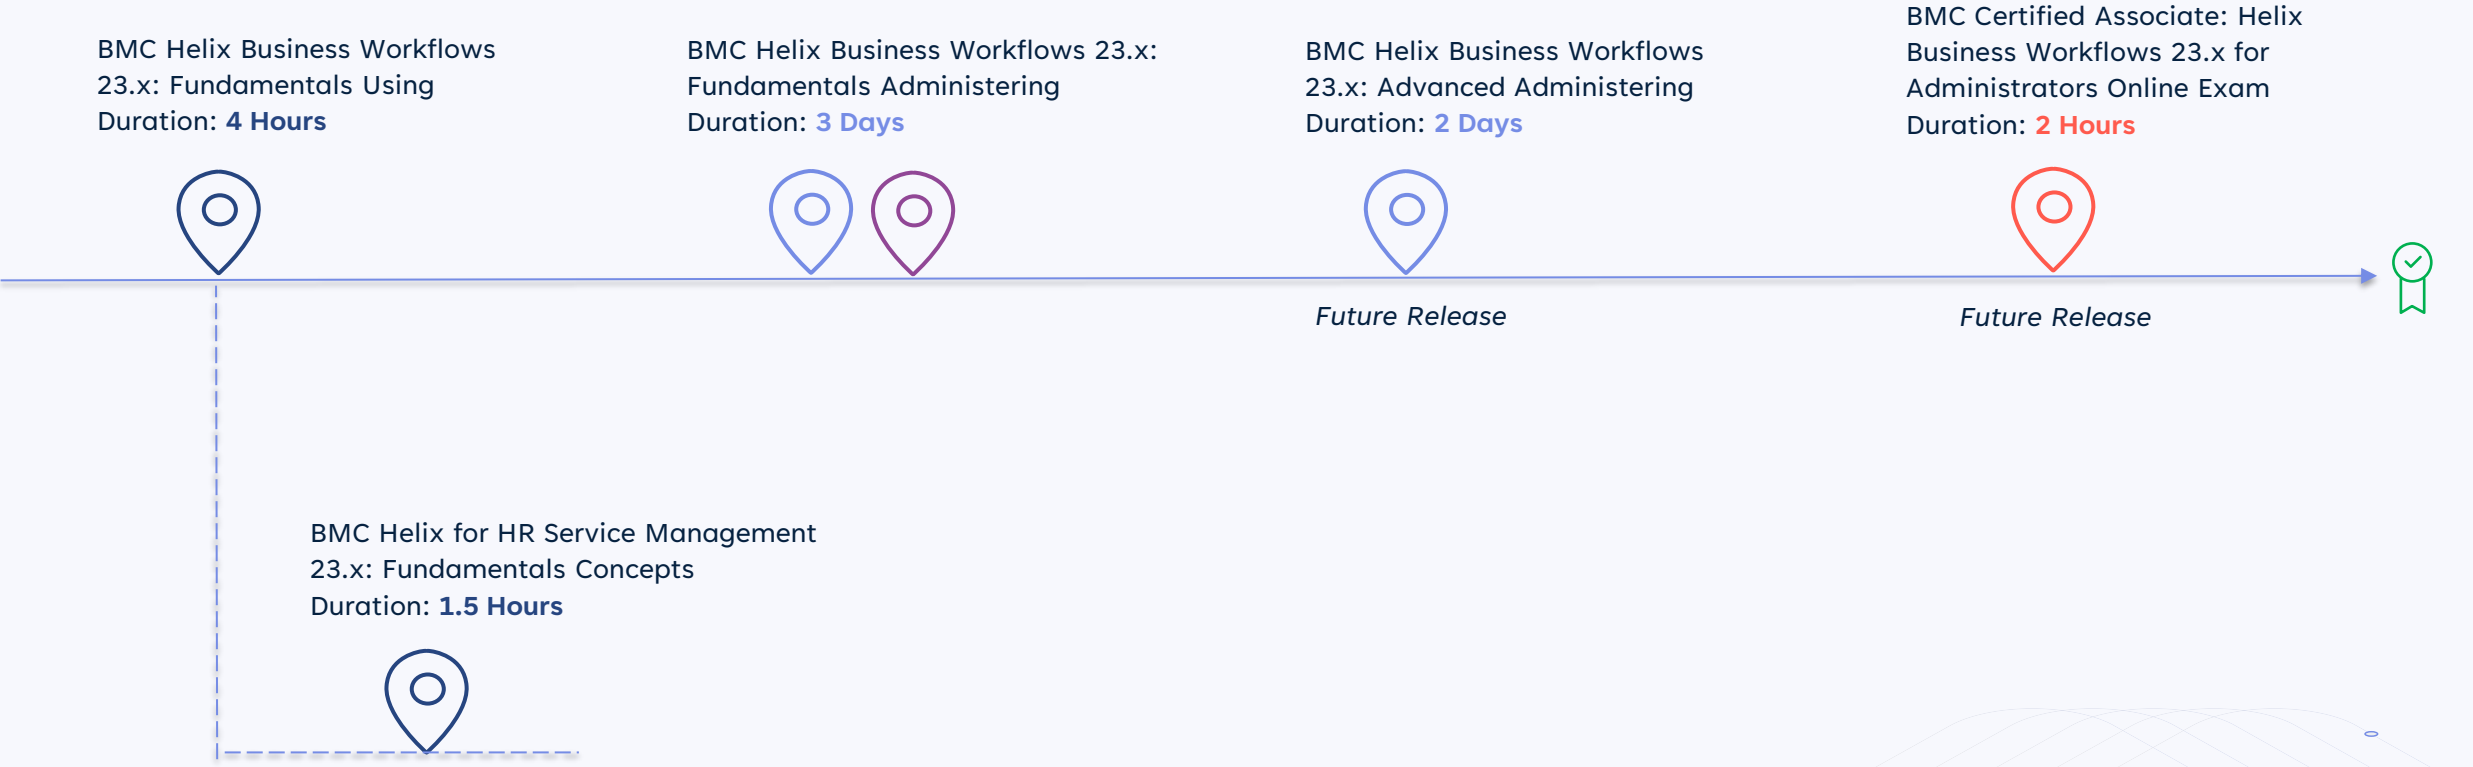 BMC Helix Business Workflows
23.x: Fundamentals Using
Duration: 4 Hours
BMC Helix Business Workflows 23.x:
Fundamentals Administering
Duration: 3 Days
BMC Helix Business Workflows
23.x: Advanced Administering
Duration: 2 Days
Future Release
BMC Certified Associate: Helix
Business Workflows 23.x for
Administrators Online Exam
Duration: 2 Hours
Future Release
BMC Helix for HR Service Management
23.x: Fundamentals Concepts
Duration: 1.5 Hours